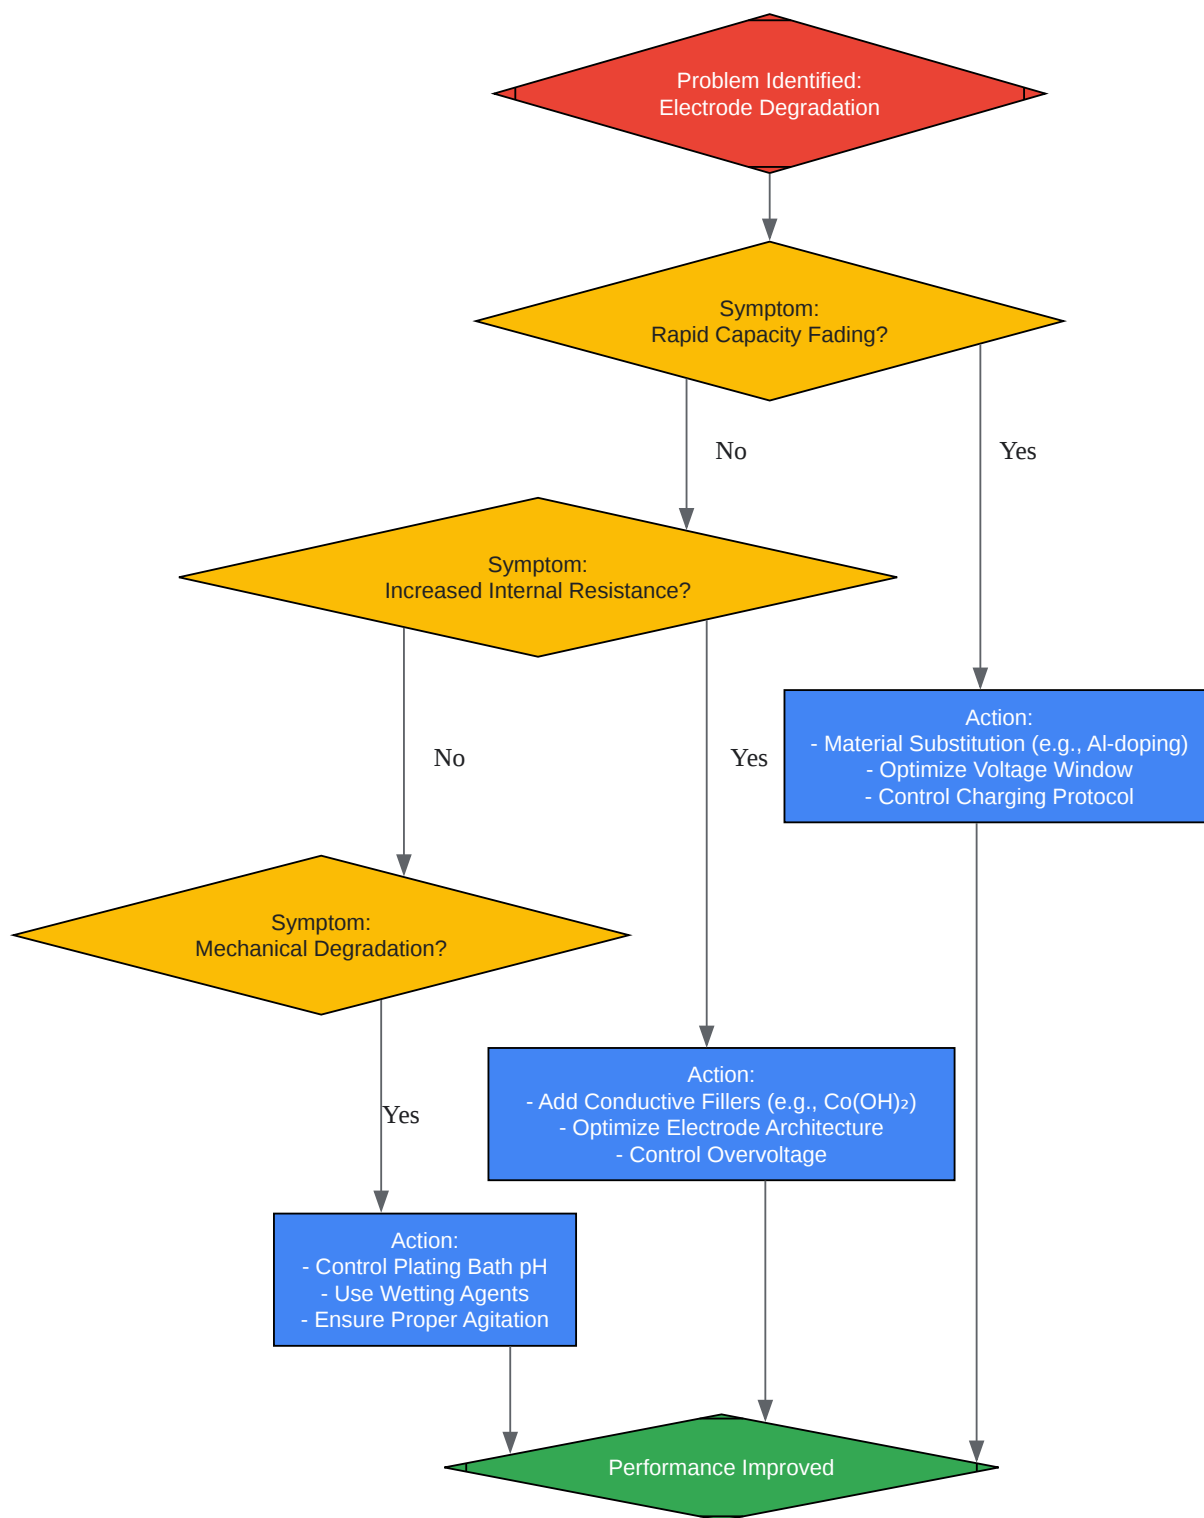 Problem Identified:
Electrode Degradation
Symptom:
Rapid Capacity Fading?
No
Yes
Symptom:
Increased Internal Resistance?
No
Yes
Action:
- Material Substitution (e.g., Al-doping)
- Optimize Voltage Window
- Control Charging Protocol
Symptom:
Mechanical Degradation?
Yes
Action:
- Add Conductive Fillers (e.g., Co(OH)₂)
- Optimize Electrode Architecture
- Control Overvoltage
Action:
- Control Plating Bath pH
- Use Wetting Agents
- Ensure Proper Agitation
Performance Improved